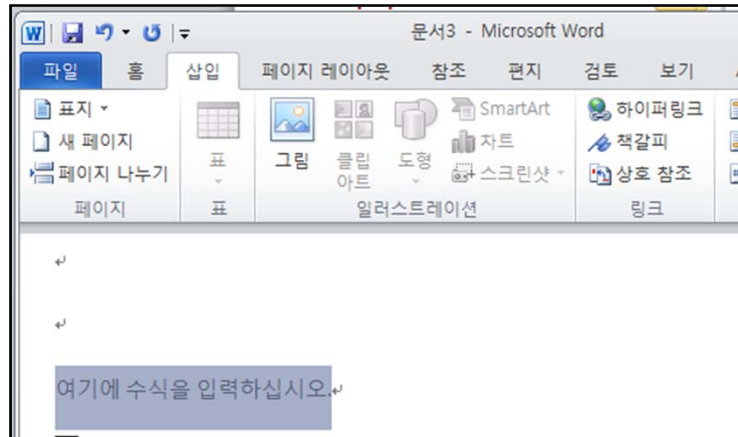 문서3 - Microsoft Word
파일 홈 삽입 페이지 레이아웃 참조 편지 검토 보기
표지
새 페이지
페이지 나누기
페이지
표
표
그림
클립
아트
도형
SmartArt
차트
스크린샷
일러스트레이션
하이퍼링크
책갈피
상호 참조
링크
여기에 수식을 입력하십시오.